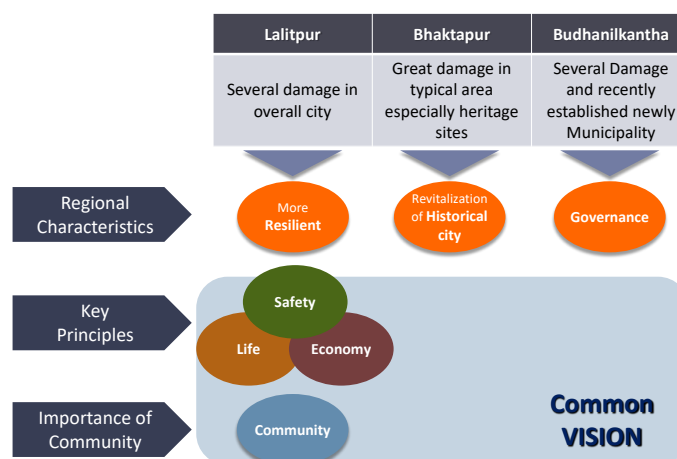 Lalitpur
Bhaktapur
Budhanilkantha
Several damage in
overall city
Great damage in
typical area
especially heritage
sites
Several Damage
and recently
established newly
Municipality
Regional
Characteristics
More
Resilient
Revitalization
of Historical
city
Governance
Key
Principles
Safety
Life
Economy
Importance of
Community
Community
Common
VISION